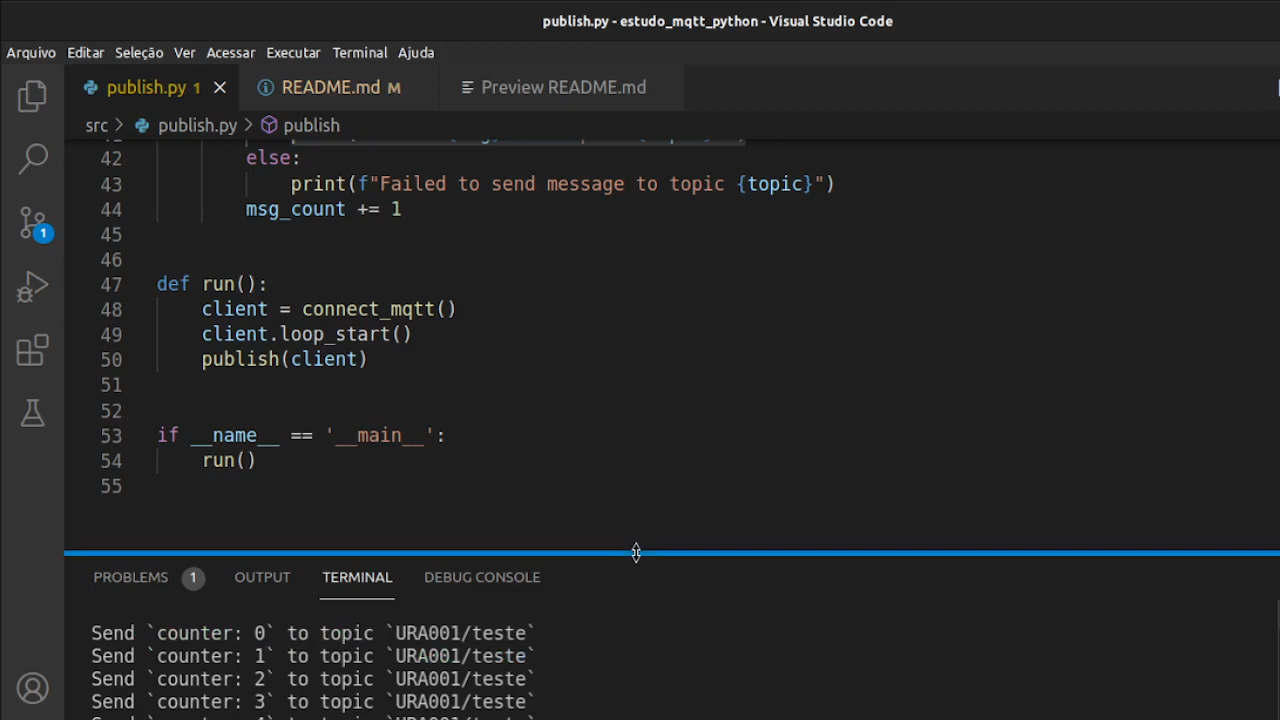 publish.py - estudo_mqtt_python - Visual Studio Code
Arquivo Editar Seleção Ver Acessar Executar Terminal Ajuda
publish.py 1 README.md M Preview README.md
src publish.py publish
42 else:
43 print(f"Failed to send message to topic {topic}")
44 msg_count += 1
45
46
47 def run():
48 client = connect_mqtt()
49 client.loop_start()
50 publish(client)
51
52
53 if __name__ == '__main__':
54 run()
55
1
PROBLEMS 1 OUTPUT TERMINAL DEBUG CONSOLE
Send `counter: 0` to topic `URA001/teste`
Send `counter: 1` to topic `URA001/teste`
Send `counter: 2` to topic `URA001/teste`
Send `counter: 3` to topic `URA001/teste`